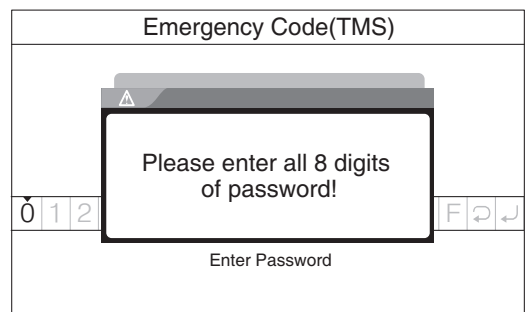 Emergency Code(TMS)
Please enter all 8 digits
of password!
0 1 2 F
Enter Password